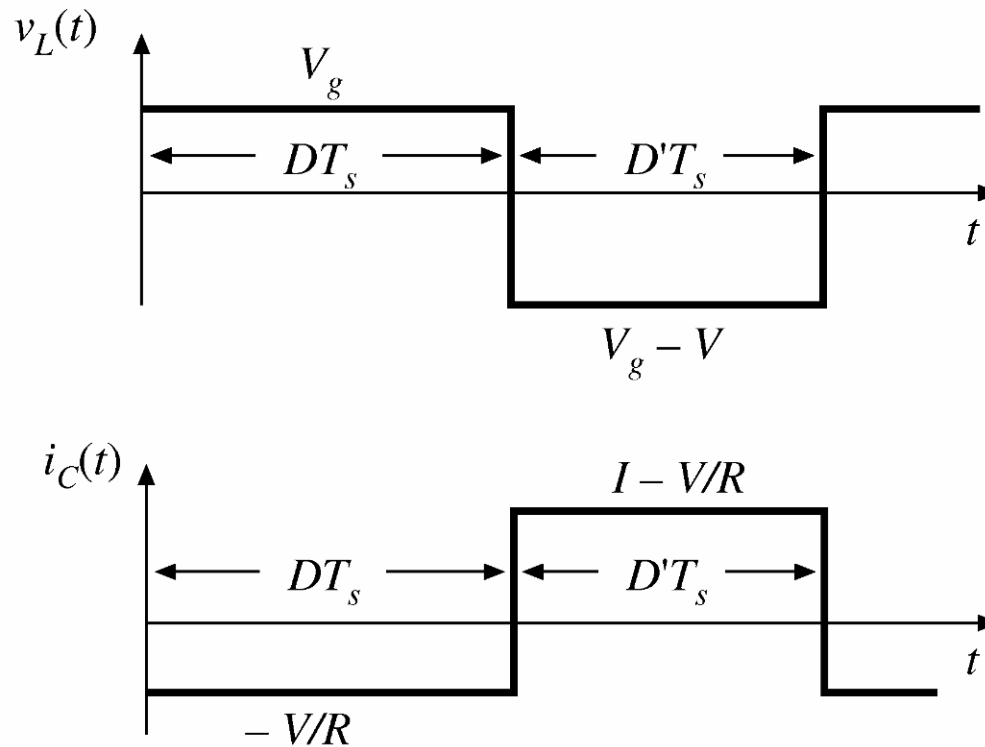 v_L(t)
V_g
DT_s
D'T_s
t
V_g – V
i_C(t)
I – V/R
DT_s
D'T_s
t
– V/R